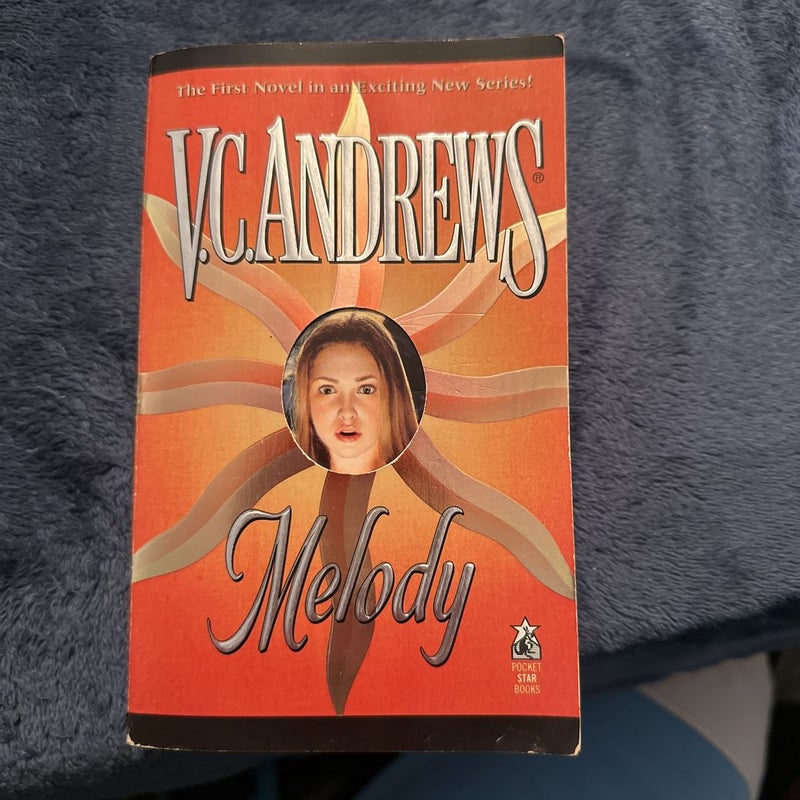 The First Novel in an Exciting New Series!
V.C. ANDREWS®
Melody
POCKET
STAR
BOOKS